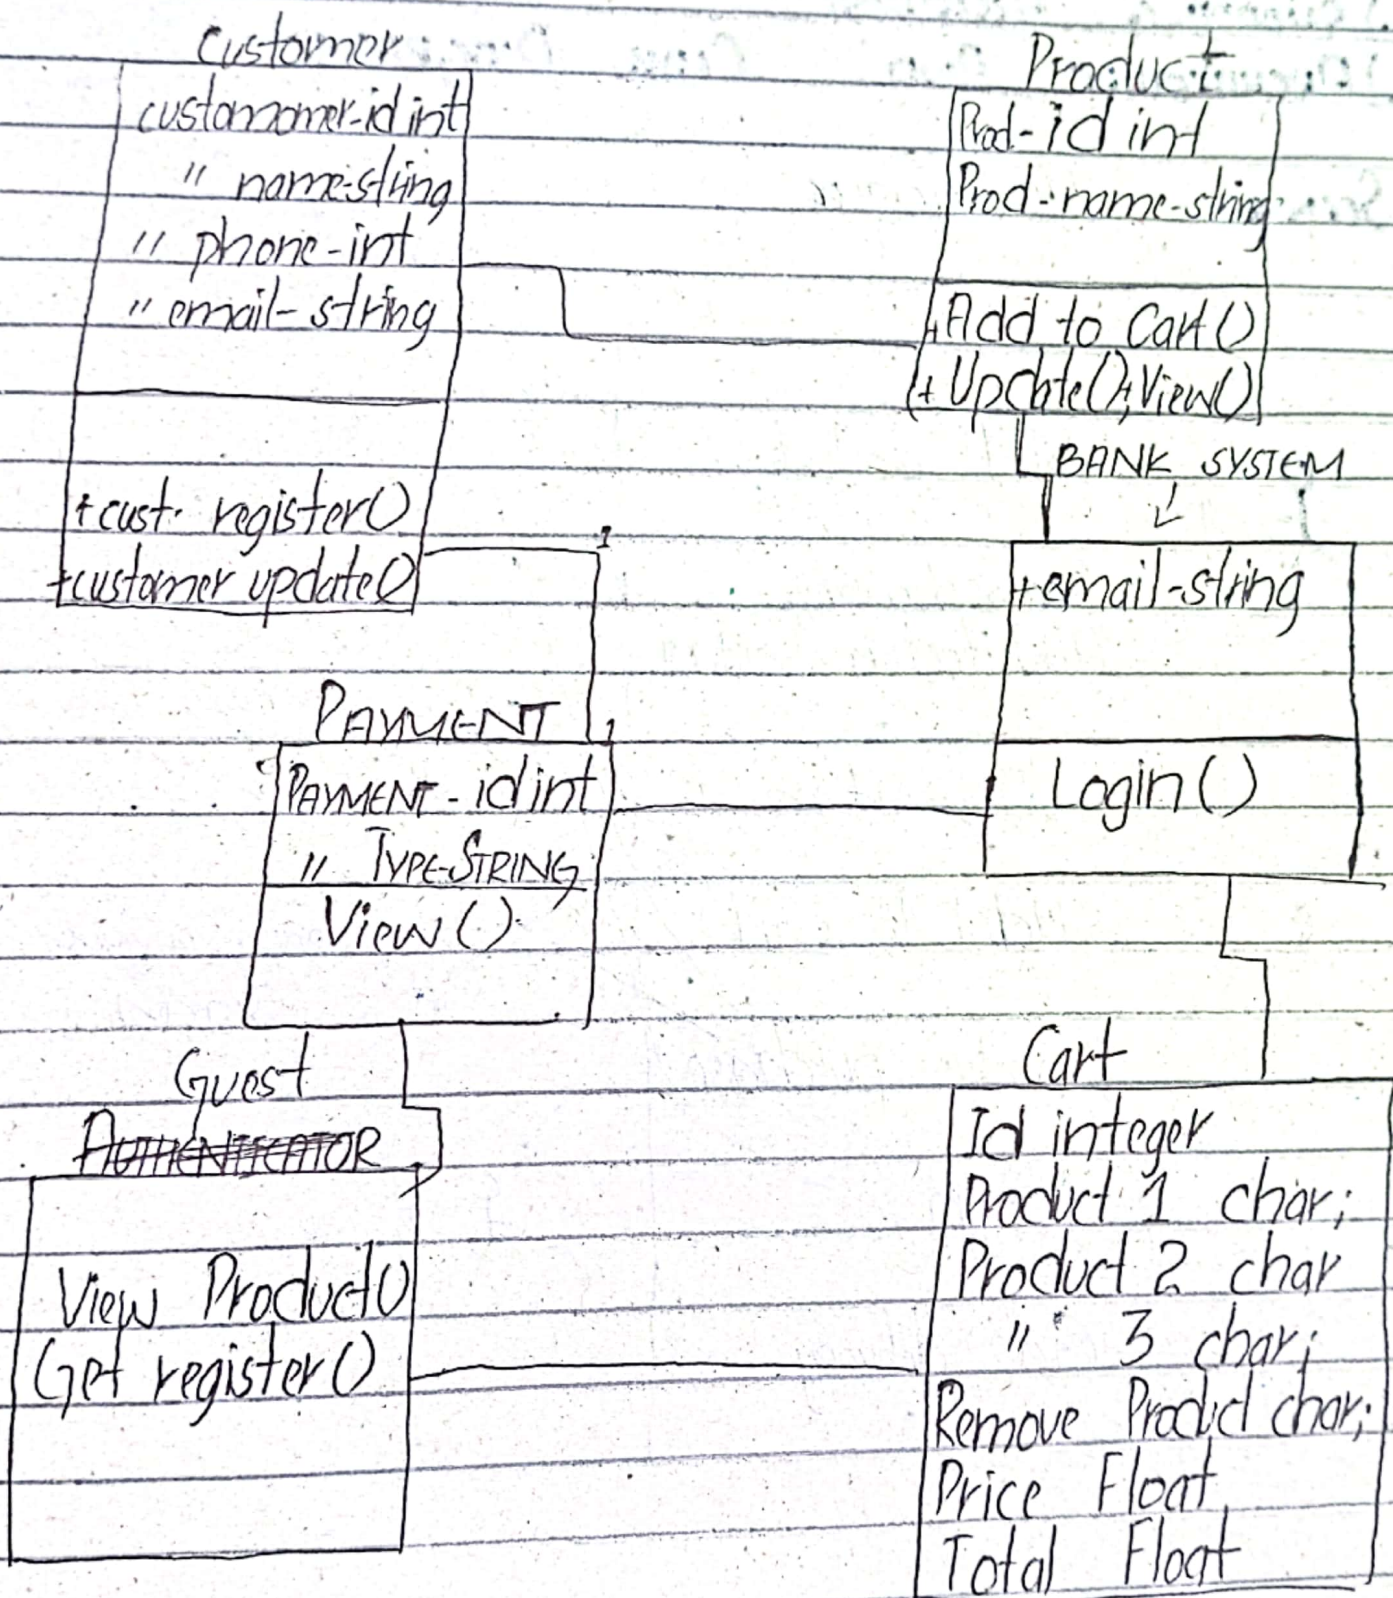 Customer
customomer-id int
" name-string
" phone-int
" email-string
+cust. register()
+customer update()
Product
Prod-id int
Prod-name-string
+Add to Cart()
+Update();View()
BANK SYSTEM
+email-string
Login()
1
PAYMENT
1
PAYMENT-id int
" TYPE-STRING
View()
Guest
AUTHENTICATOR
View Product()
Get register()
Cart
Id integer
Product 1 char;
Product 2 char
" 3 char;
Remove Product char;
Price Float
Total Float